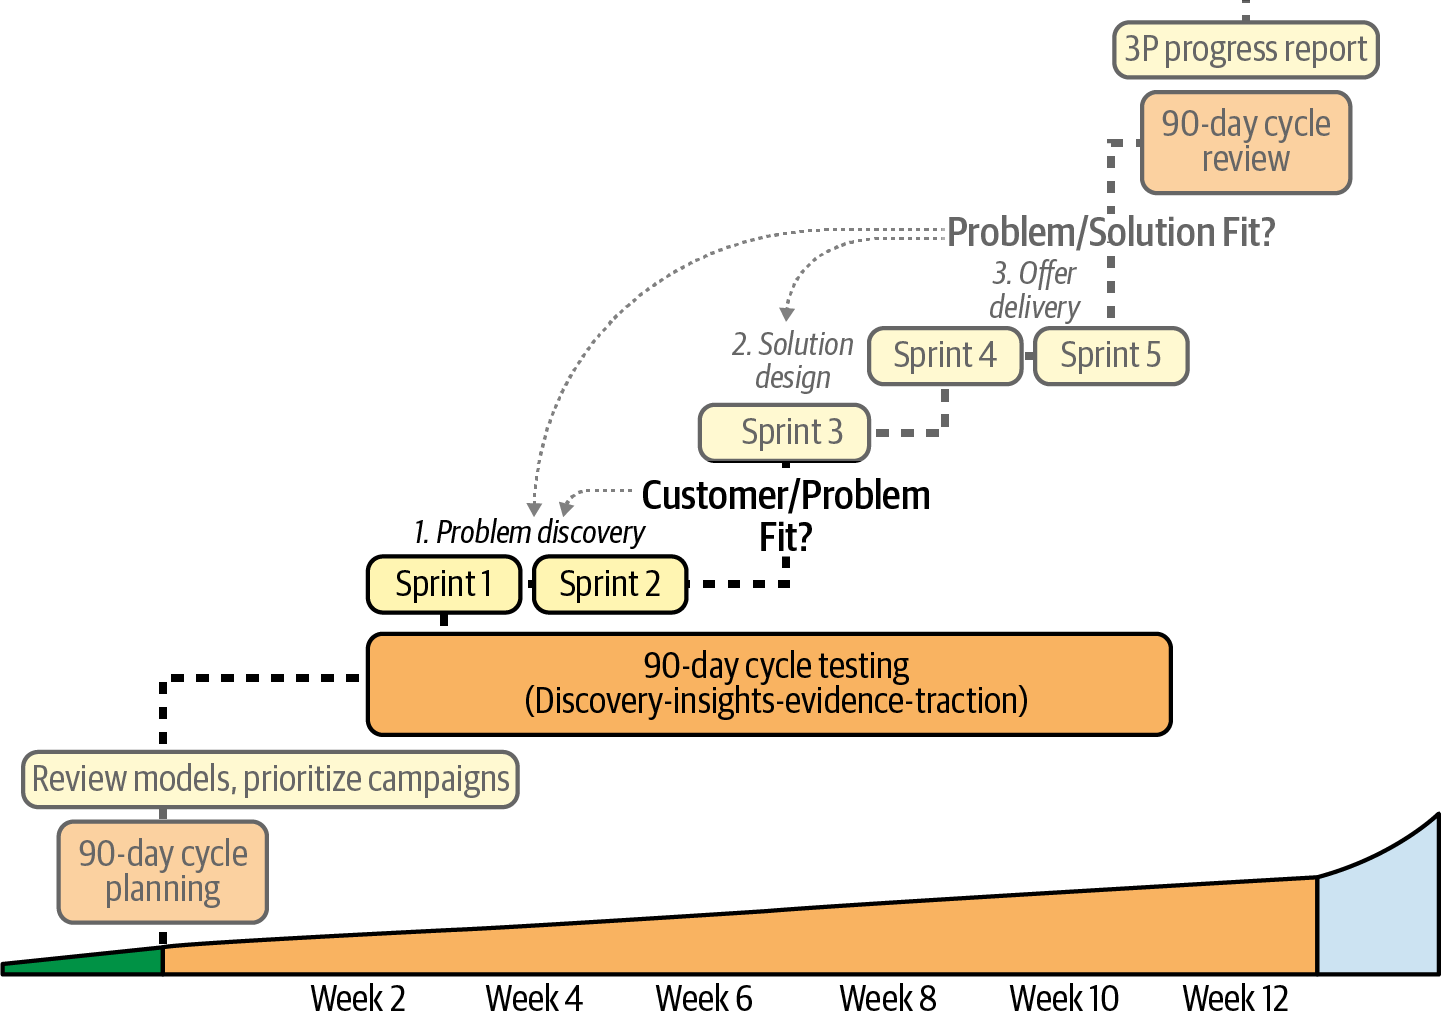 3P progress report
90-day cycle
review
Problem/Solution Fit?
3. Offer
delivery
2. Solution
design
Sprint 4
Sprint 5
Sprint 3
Customer/Problem
Fit?
1. Problem discovery
Sprint 1
Sprint 2
90-day cycle testing
(Discovery-insights-evidence-traction)
Review models, prioritize campaigns
90-day cycle
planning
Week 2
Week 4
Week 6
Week 8
Week 10
Week 12